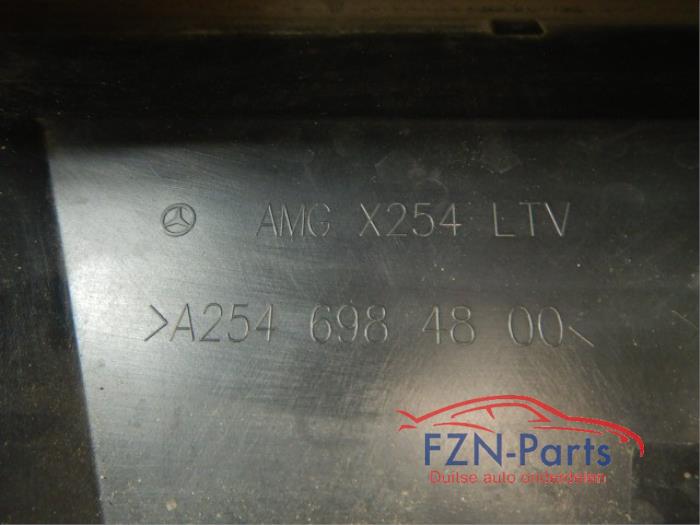 AMG X254 LTV
>A254 698 48 00<
FZN-Parts
Duitse auto onderdelen